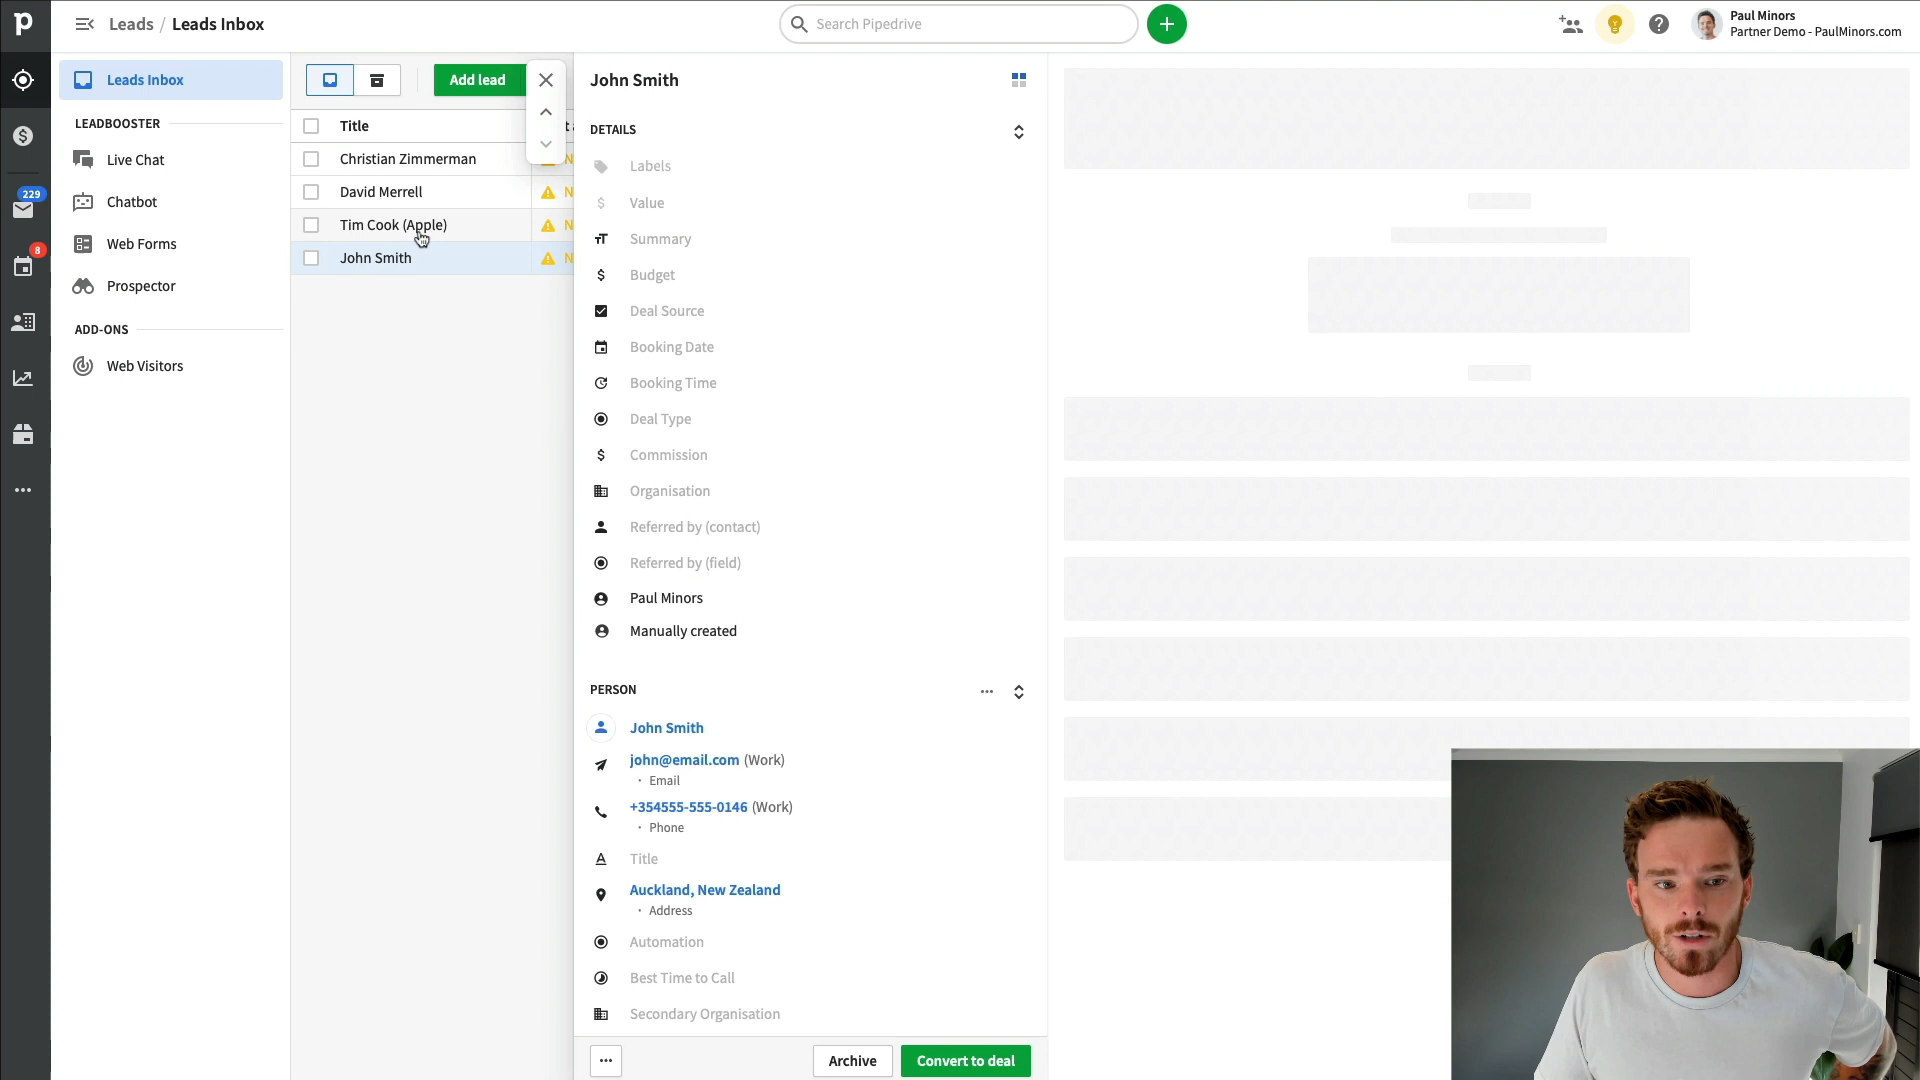 Leads / Leads Inbox
Search Pipedrive
Paul Minors
Partner Demo - PaulMinors.com
229
8
Leads Inbox
LEADBOOSTER
Live Chat
Chatbot
Web Forms
Prospector
ADD-ONS
Web Visitors
Add lead
Title
Christian Zimmerman
David Merrell
Tim Cook (Apple)
John Smith
John Smith
DETAILS
Labels
Value
Summary
Budget
Deal Source
Booking Date
Booking Time
Deal Type
Commission
Organisation
Referred by (contact)
Referred by (field)
Paul Minors
Manually created
PERSON
John Smith
john@email.com (Work)
· Email
+354555-555-0146 (Work)
· Phone
Title
Auckland, New Zealand
· Address
Automation
Best Time to Call
Secondary Organisation
Archive
Convert to deal